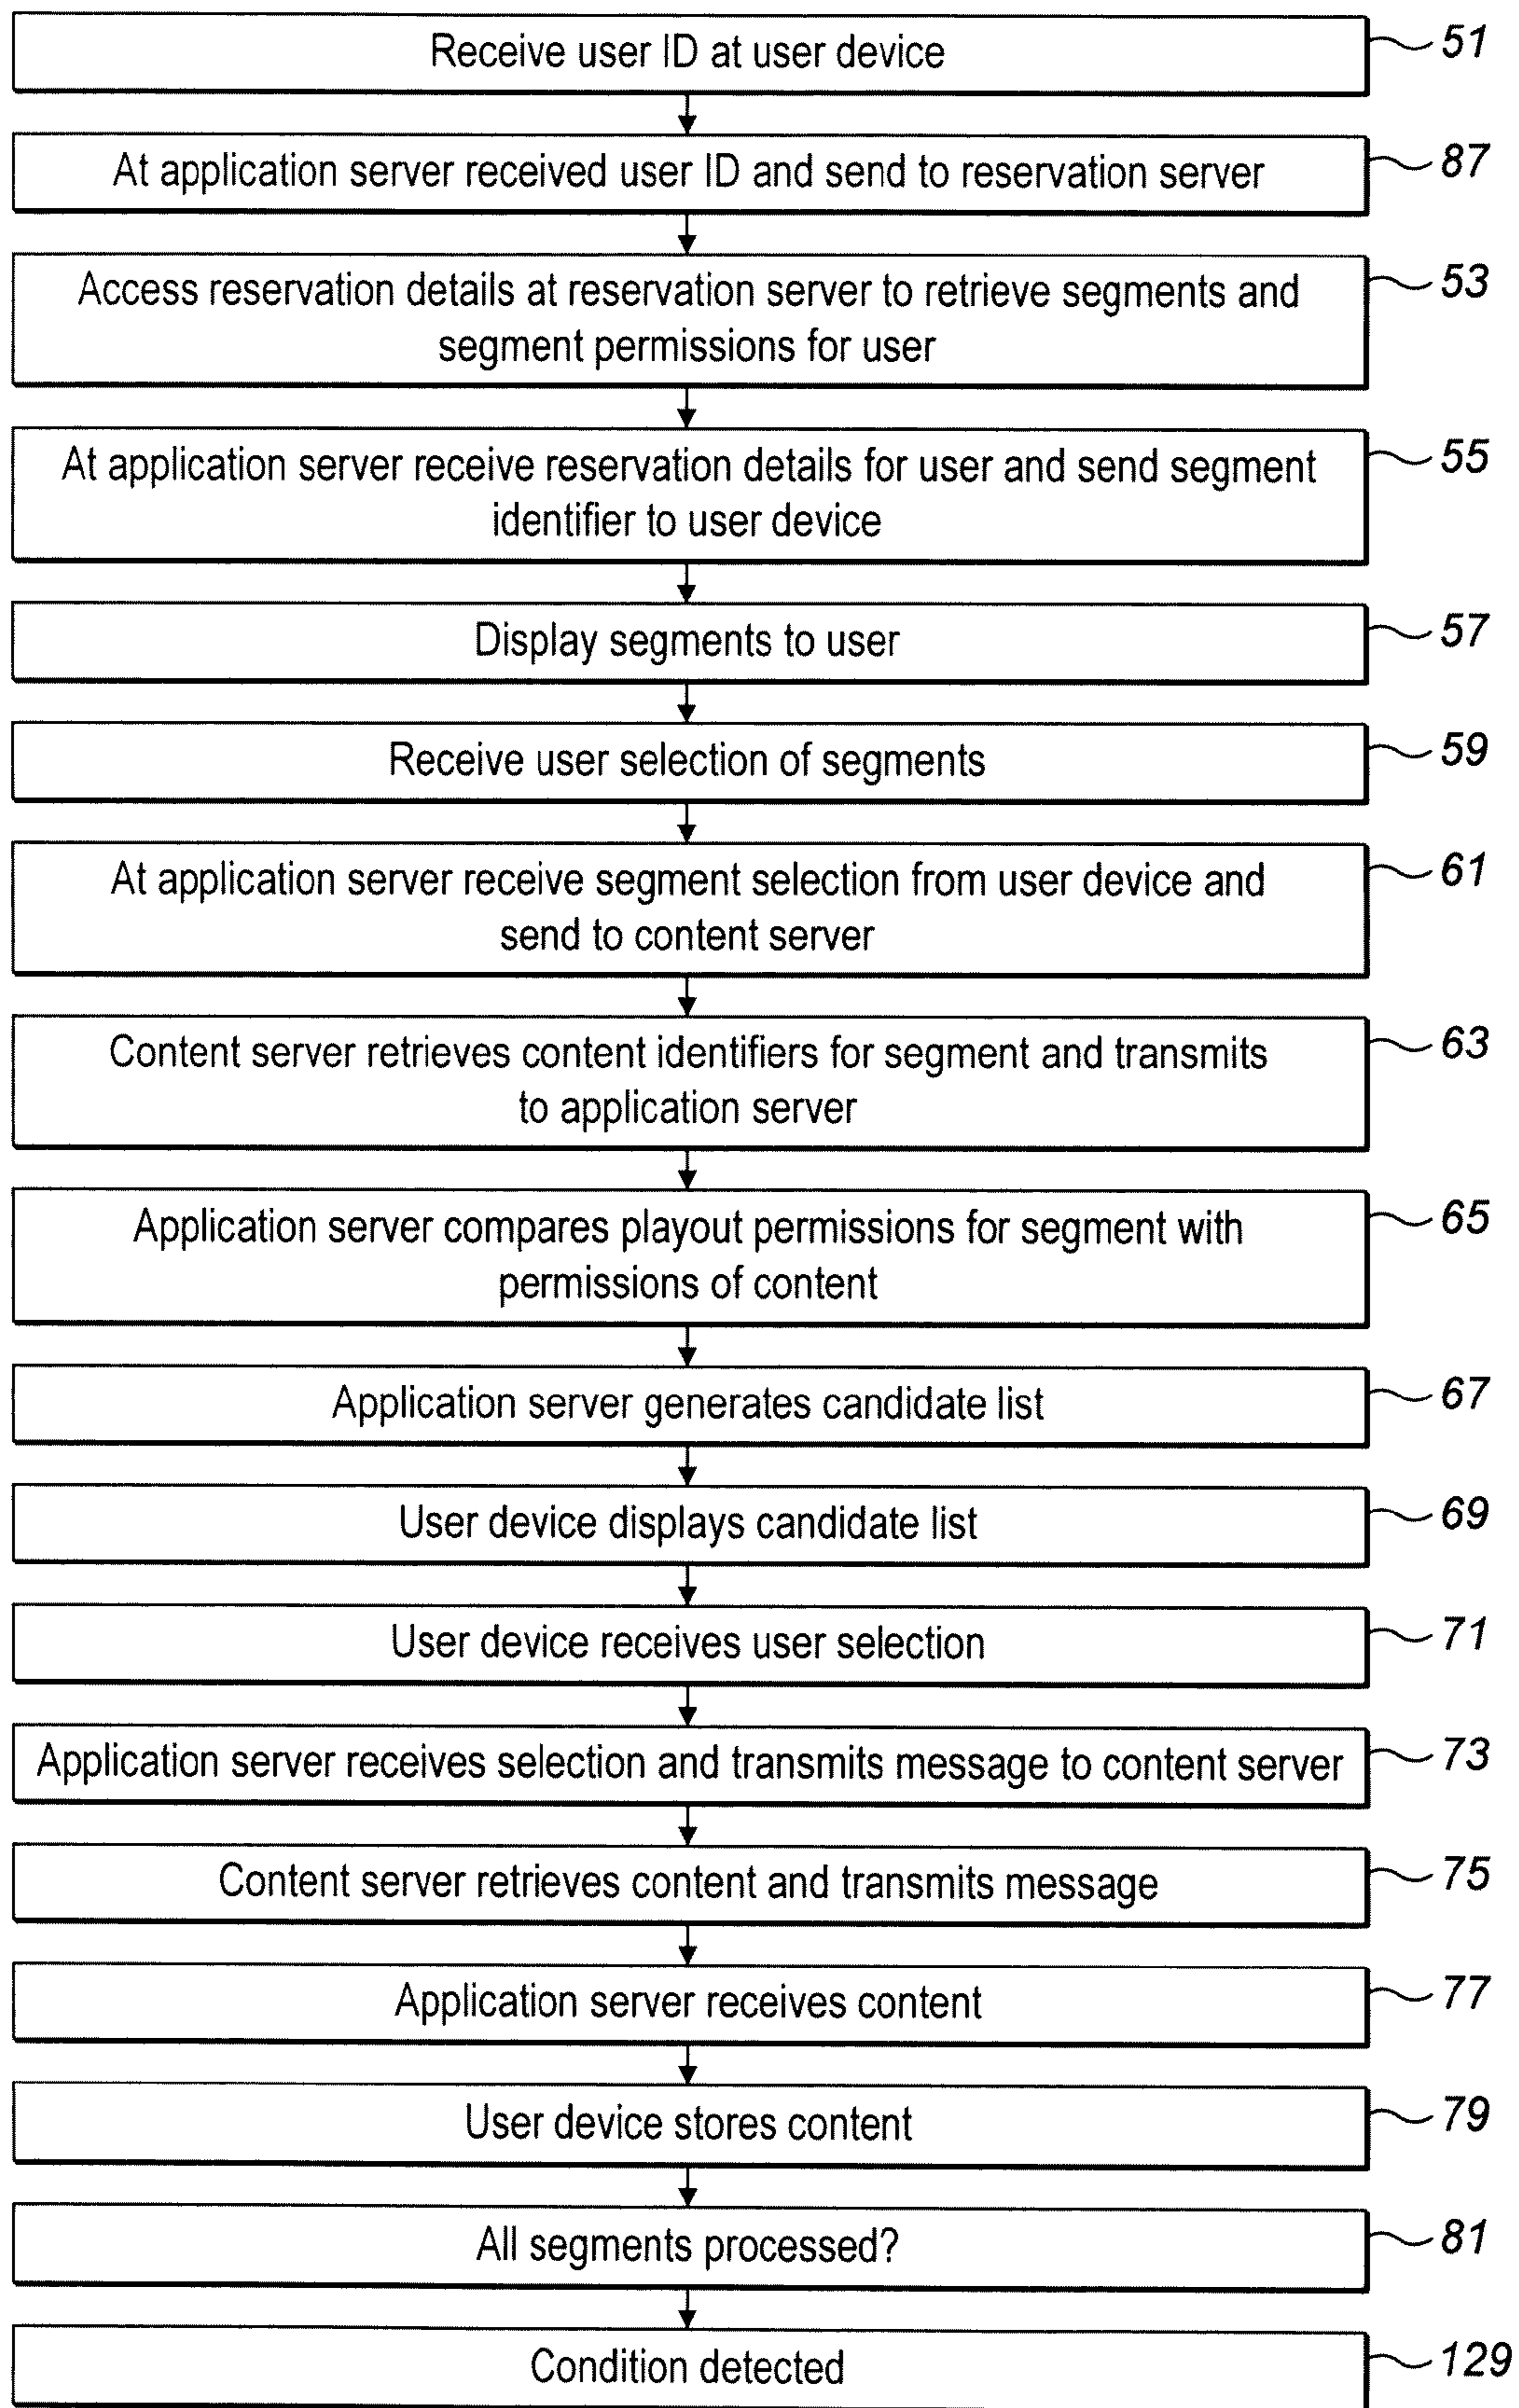 Receive user ID at user device 51
At application server received user ID and send to reservation server 87
Access reservation details at reservation server to retrieve segments and 53
segment permissions for user
At application server receive reservation details for user and send segment 55
identifier to user device
Display segments to user 57
Receive user selection of segments 59
At application server receive segment selection from user device and 61
send to content server
Content server retrieves content identifiers for segment and transmits 63
to application server
Application server compares playout permissions for segment with 65
permissions of content
Application server generates candidate list 67
User device displays candidate list 69
User device receives user selection 71
Application server receives selection and transmits message to content server 73
Content server retrieves content and transmits message 75
Application server receives content 77
User device stores content 79
All segments processed? 81
Condition detected 129